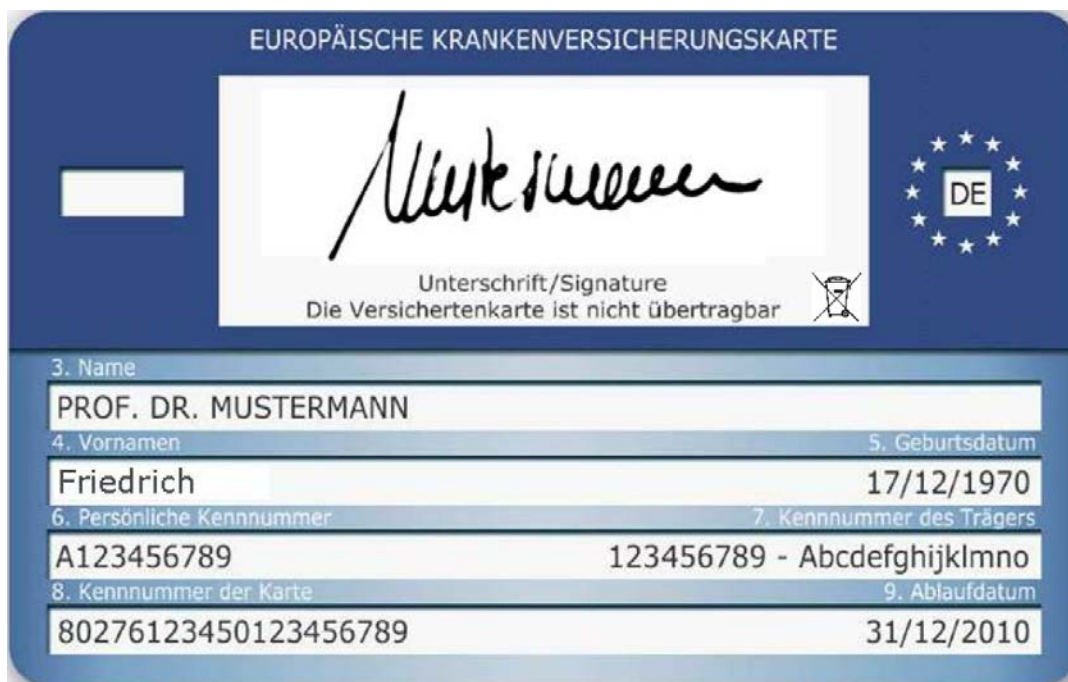 EUROPÄISCHE KRANKENVERSICHERUNGSKARTE
DE
Unterschrift/Signature
Die Versichertenkarte ist nicht übertragbar
3. Name
PROF. DR. MUSTERMANN
4. Vornamen 5. Geburtsdatum
Friedrich 17/12/1970
6. Persönliche Kennnummer 7. Kennnummer des Trägers
A123456789 123456789 - Abcdefghijklmno
8. Kennnummer der Karte 9. Ablaufdatum
80276123450123456789 31/12/2010